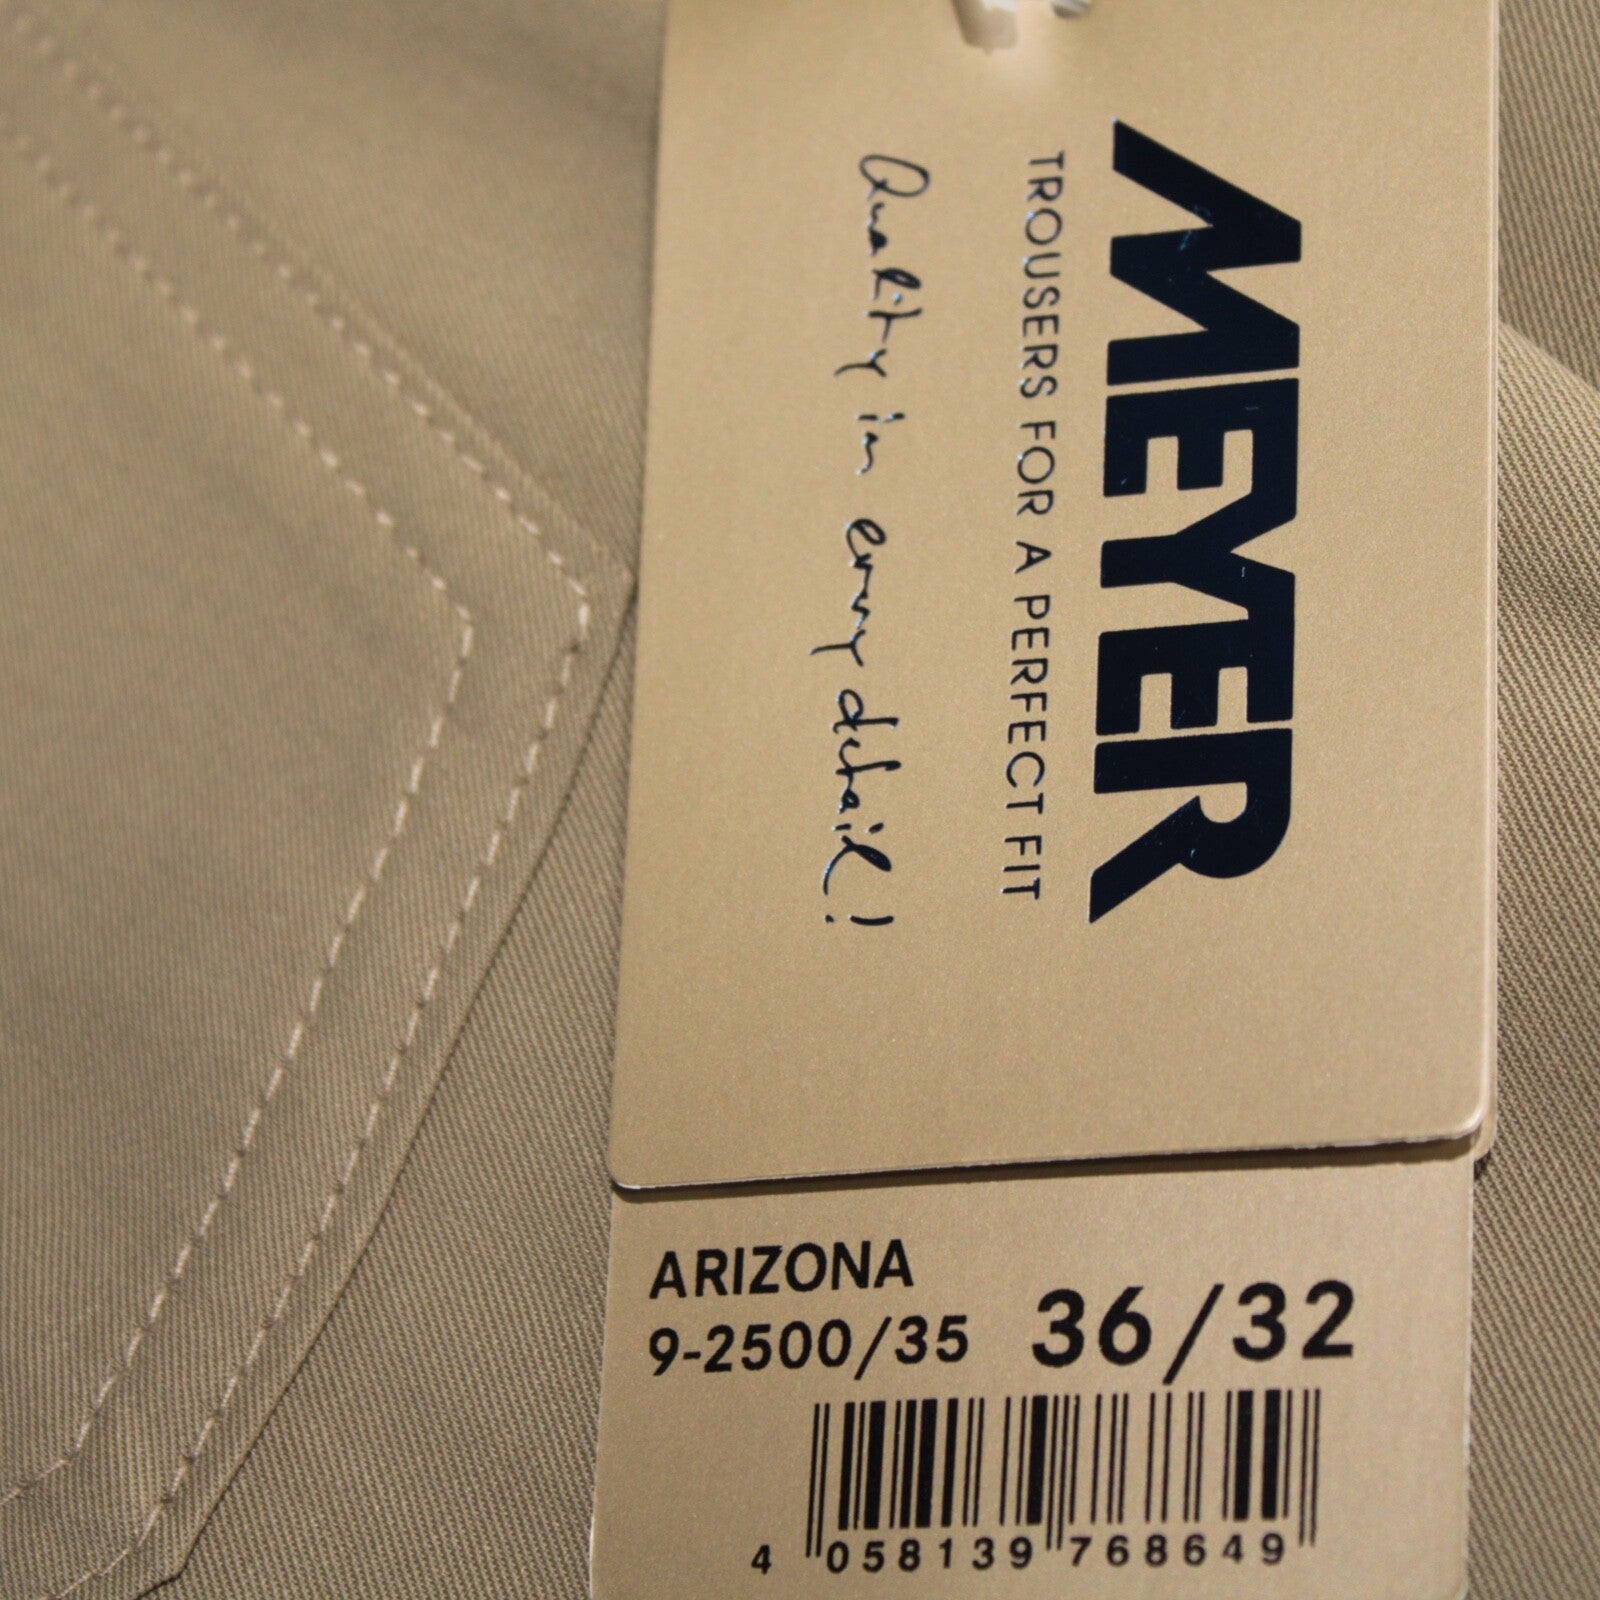 MEYER
TROUSERS FOR A PERFECT FIT
Quality in every detail!
ARIZONA
9-2500/35 36/32
4 058139 768649